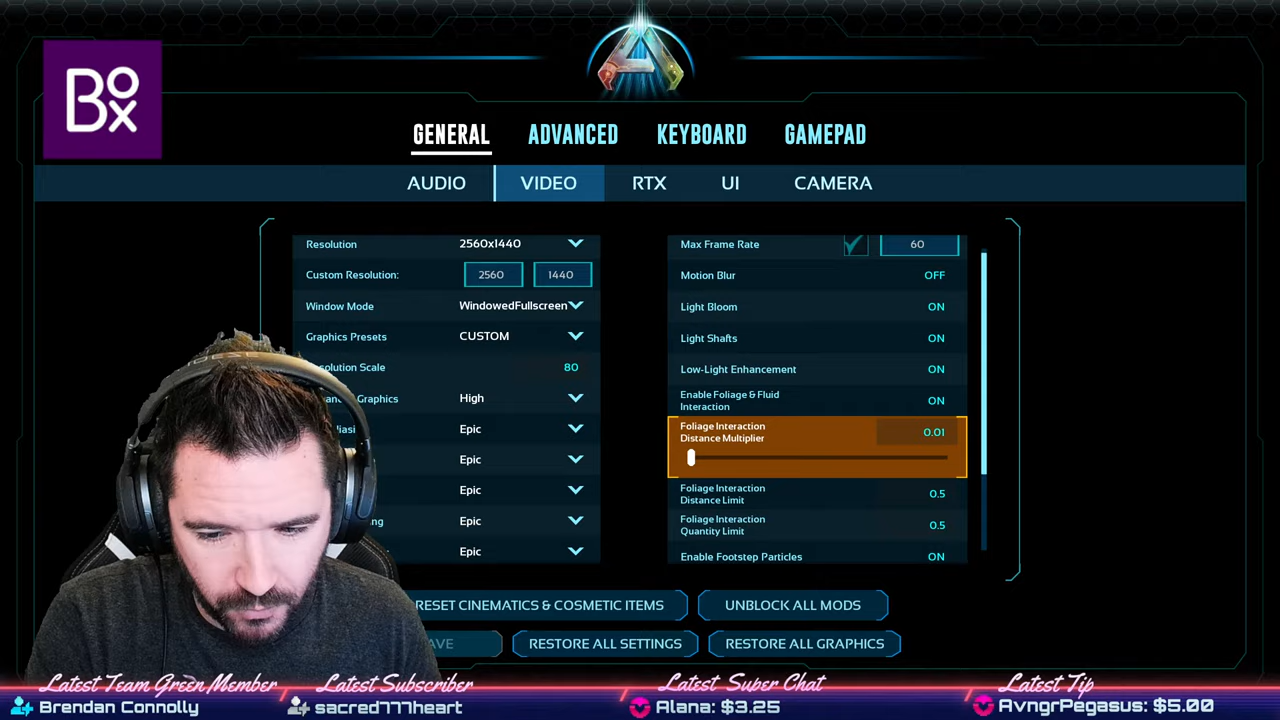 BOX
GENERAL ADVANCED KEYBOARD GAMEPAD
AUDIO VIDEO RTX UI CAMERA
Resolution 2560x1440
Custom Resolution: 2560 1440
Window Mode WindowedFullscreen
Graphics Presets CUSTOM
olution Scale 80
Graphics High
Epic
Epic
Epic
Epic
Epic
Max Frame Rate 60
Motion Blur OFF
Light Bloom ON
Light Shafts ON
Low-Light Enhancement ON
Enable Foliage & Fluid
Interaction ON
Foliage Interaction
Distance Multiplier 0.01
Foliage Interaction
Distance Limit 0.5
Foliage Interaction
Quantity Limit 0.5
Enable Footstep Particles ON
RESET CINEMATICS & COSMETIC ITEMS UNBLOCK ALL MODS
AVE RESTORE ALL SETTINGS RESTORE ALL GRAPHICS
Latest Team Green Member Latest Subscriber Latest Super Chat Latest Tip
Brendan Connolly sacred777heart Alana: $3.25 AvngrPegasus: $5.00